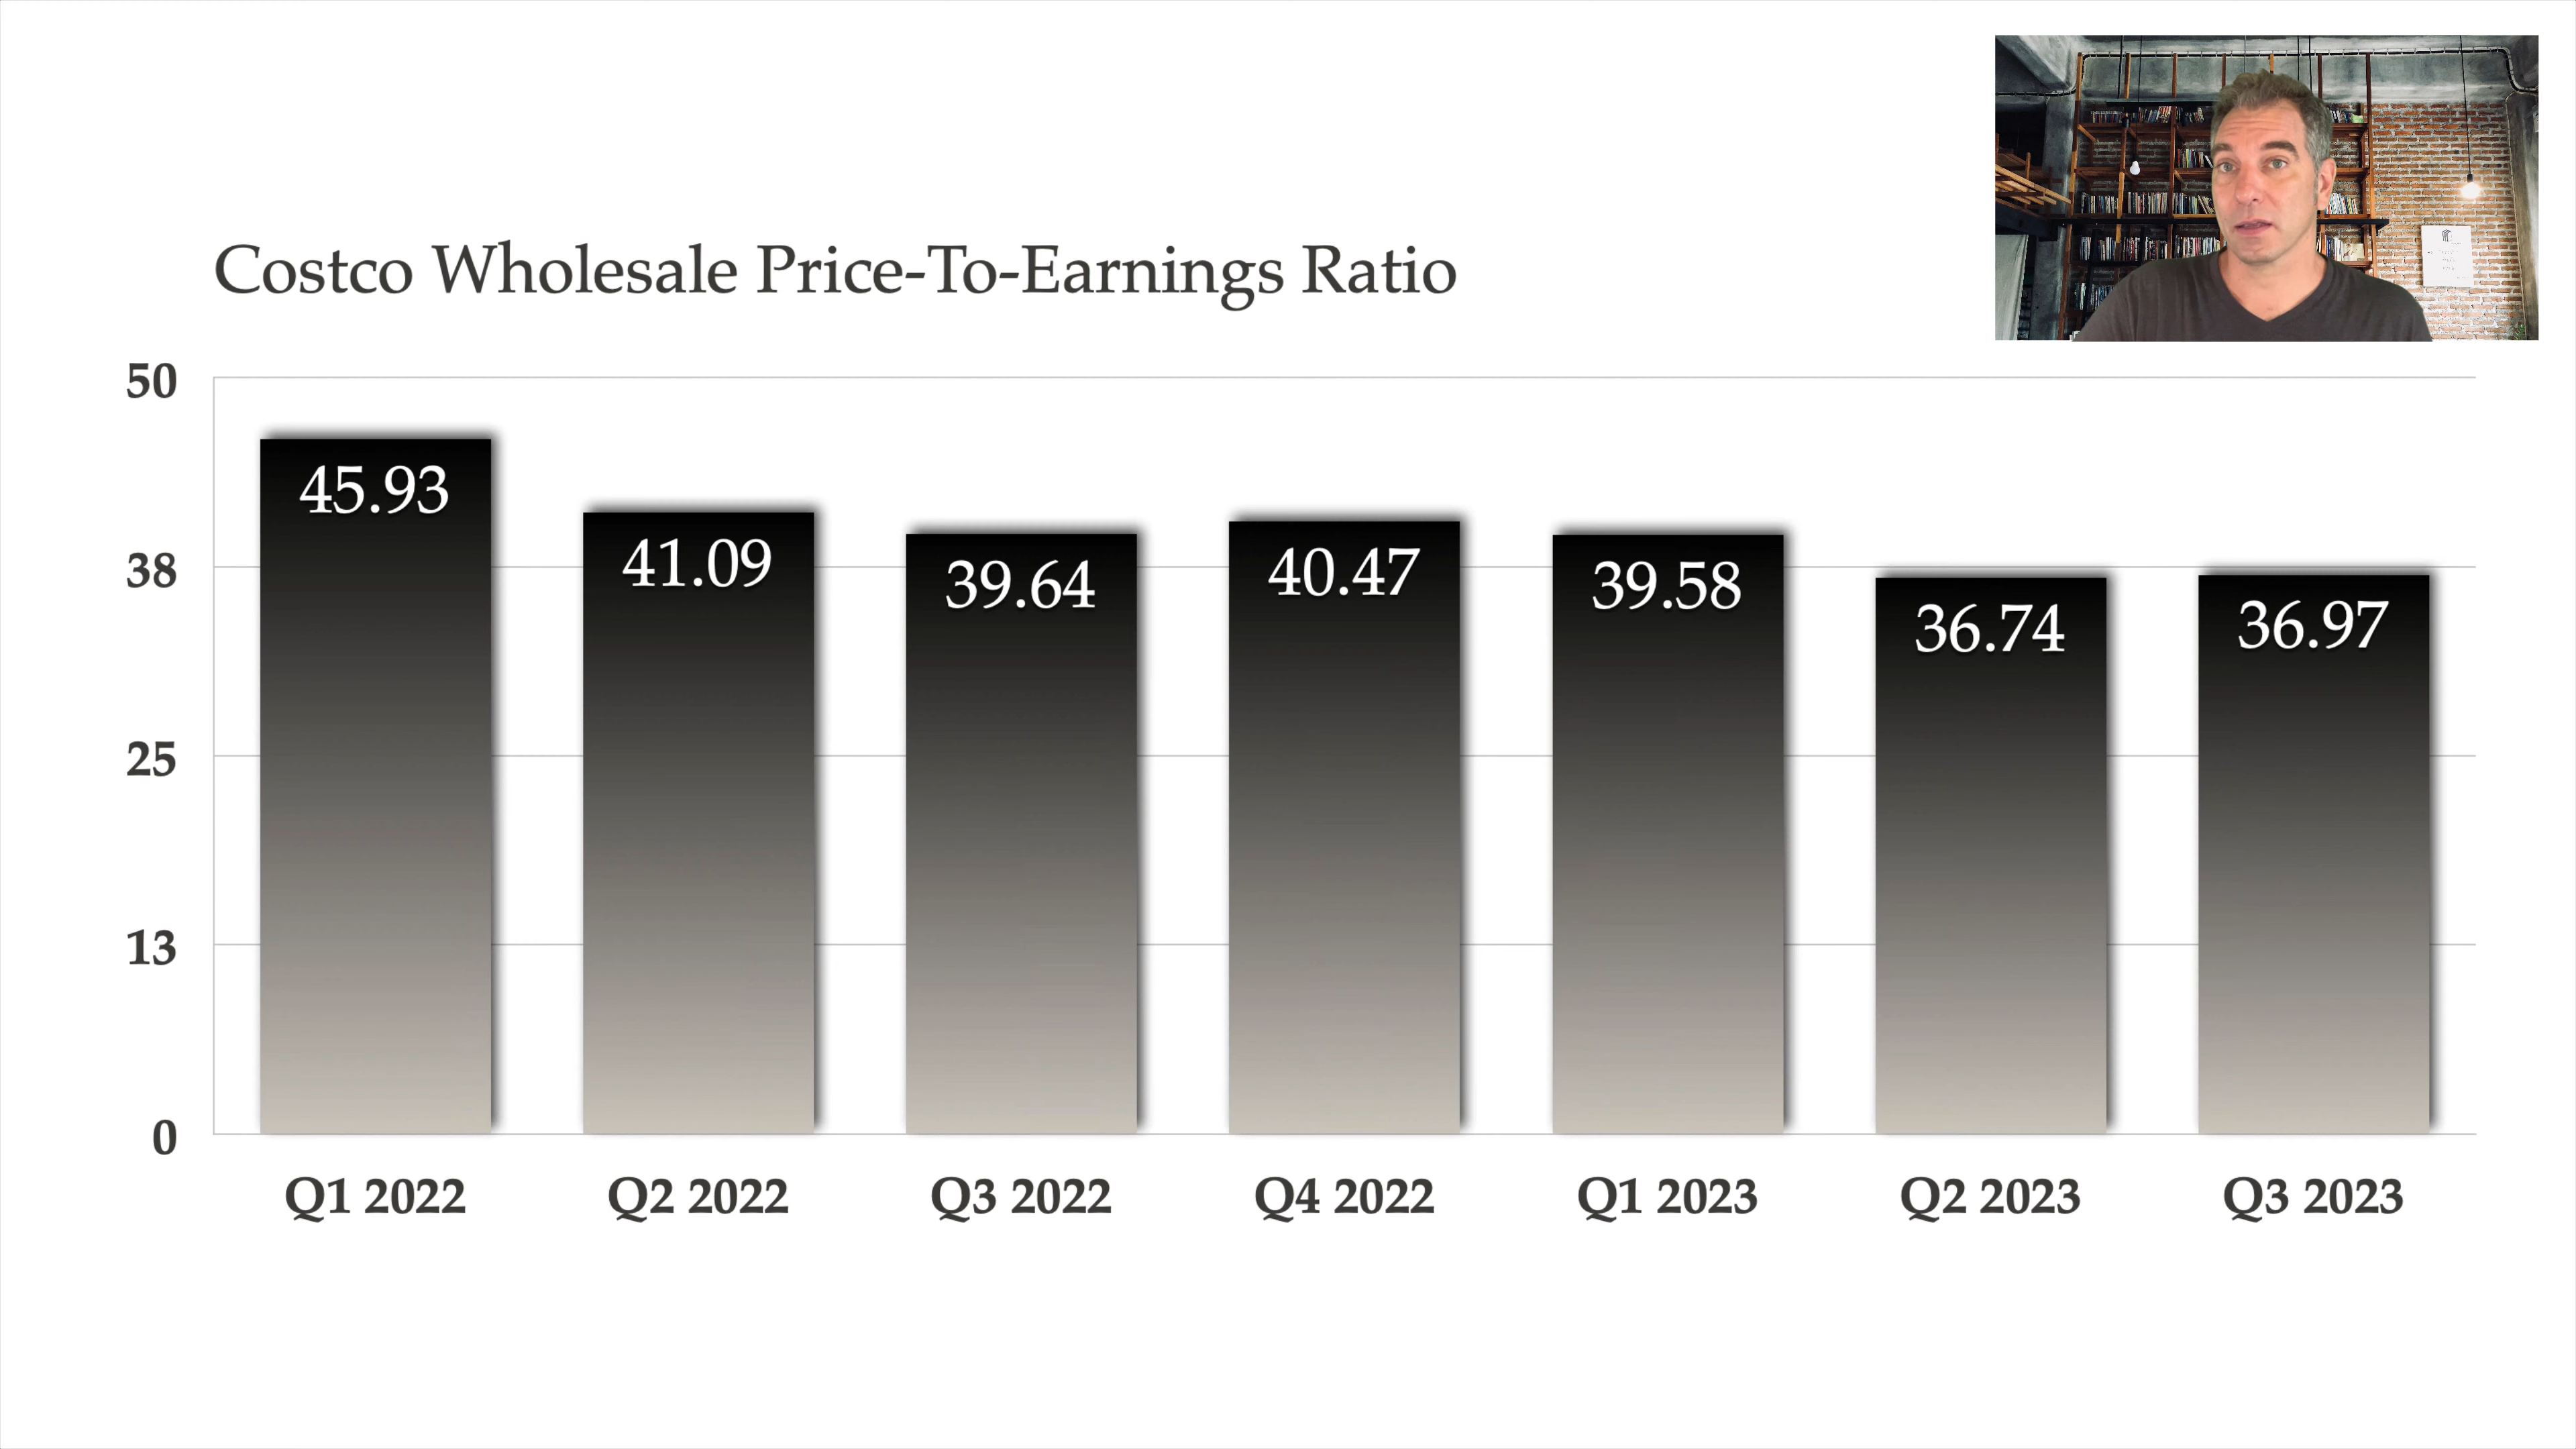 Costco Wholesale Price-To-Earnings Ratio
50
38
25
13
0
45.93
41.09
39.64
40.47
39.58
36.74
36.97
Q1 2022
Q2 2022
Q3 2022
Q4 2022
Q1 2023
Q2 2023
Q3 2023